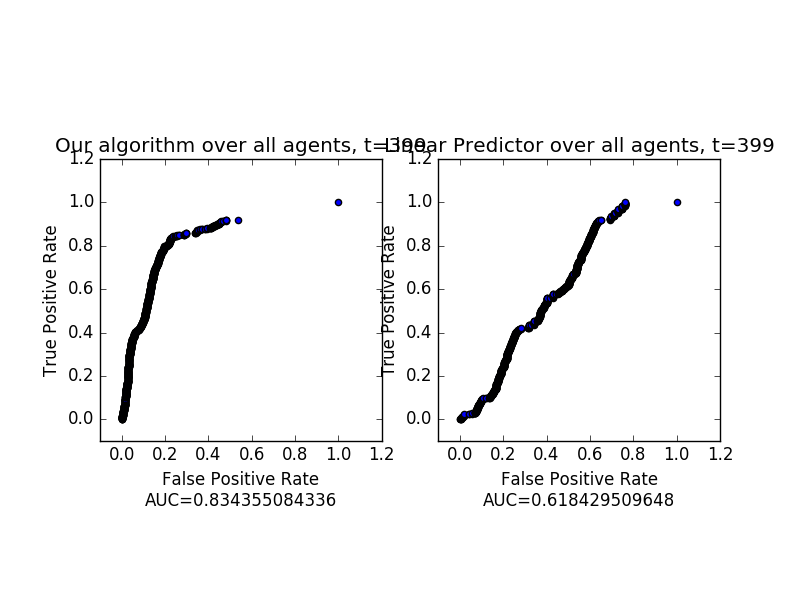 Our algorithm over all agents, t=399
Linear Predictor over all agents, t=399
True Positive Rate
1.2
1.0
0.8
0.6
0.4
0.2
0.0
0.0 0.2 0.4 0.6 0.8 1.0 1.2
False Positive Rate
AUC=0.834355084336
True Positive Rate
1.2
1.0
0.8
0.6
0.4
0.2
0.0
0.0 0.2 0.4 0.6 0.8 1.0 1.2
False Positive Rate
AUC=0.618429509648